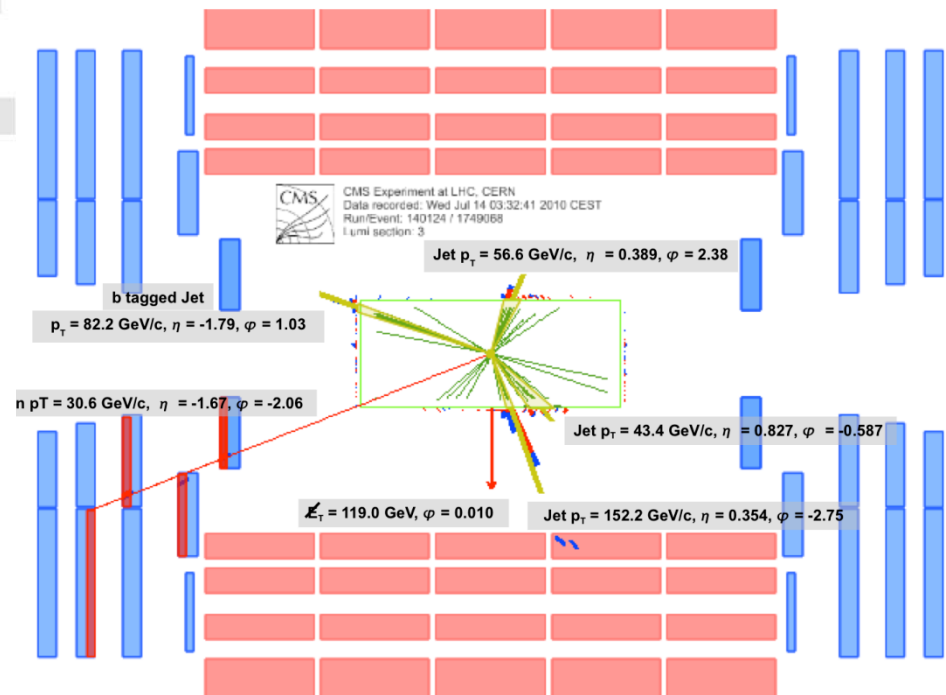 CMS
CMS Experiment at LHC, CERN
Data recorded: Wed Jul 14 03:32:41 2010 CEST
Run/Event: 140124 / 1749068
Lumi section: 3
Jet pT = 56.6 GeV/c, η = 0.389, φ = 2.38
b tagged Jet
pT = 82.2 GeV/c, η = -1.79, φ = 1.03
n pT = 30.6 GeV/c, η = -1.67, φ = -2.06
Jet pT = 43.4 GeV/c, η = 0.827, φ = -0.587
E̸T = 119.0 GeV, φ = 0.010
Jet pT = 152.2 GeV/c, η = 0.354, φ = -2.75